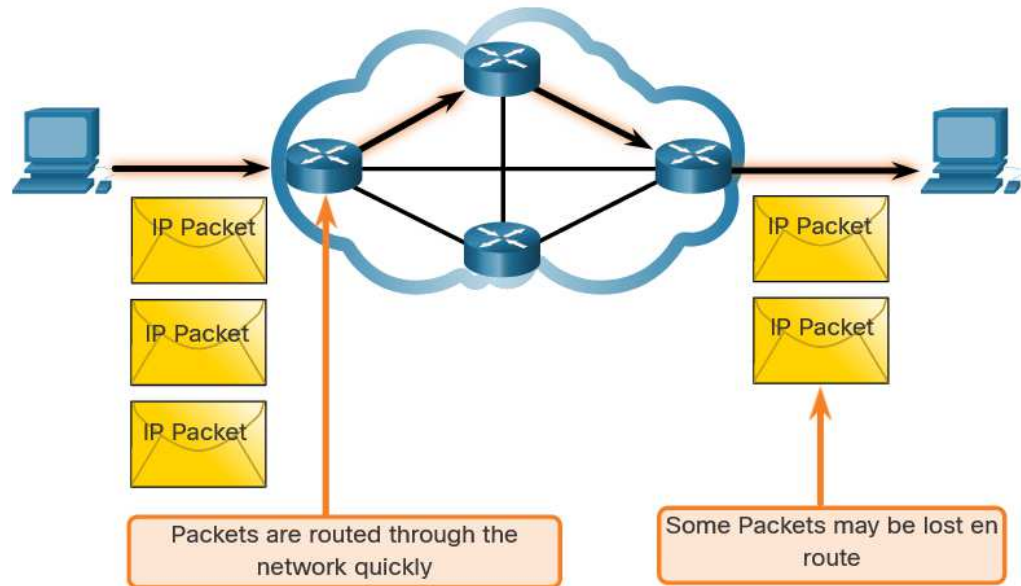 IP Packet
IP Packet
IP Packet
IP Packet
IP Packet
Packets are routed through the
network quickly
Some Packets may be lost en
route